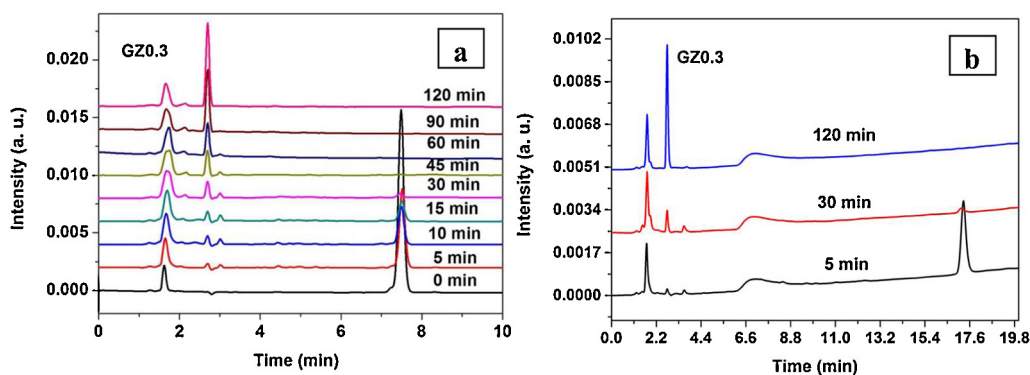 GZ0.3
a
120 min
90 min
60 min
45 min
30 min
15 min
10 min
5 min
0 min
0.020
0.015
0.010
0.005
0.000
Intensity (a. u.)
0 2 4 6 8 10
Time (min)
GZ0.3
b
120 min
30 min
5 min
0.0102
0.0085
0.0068
0.0051
0.0034
0.0017
0.0000
Intensity (a. u.)
0.0 2.2 4.4 6.6 8.8 11.0 13.2 15.4 17.6 19.8
Time (min)